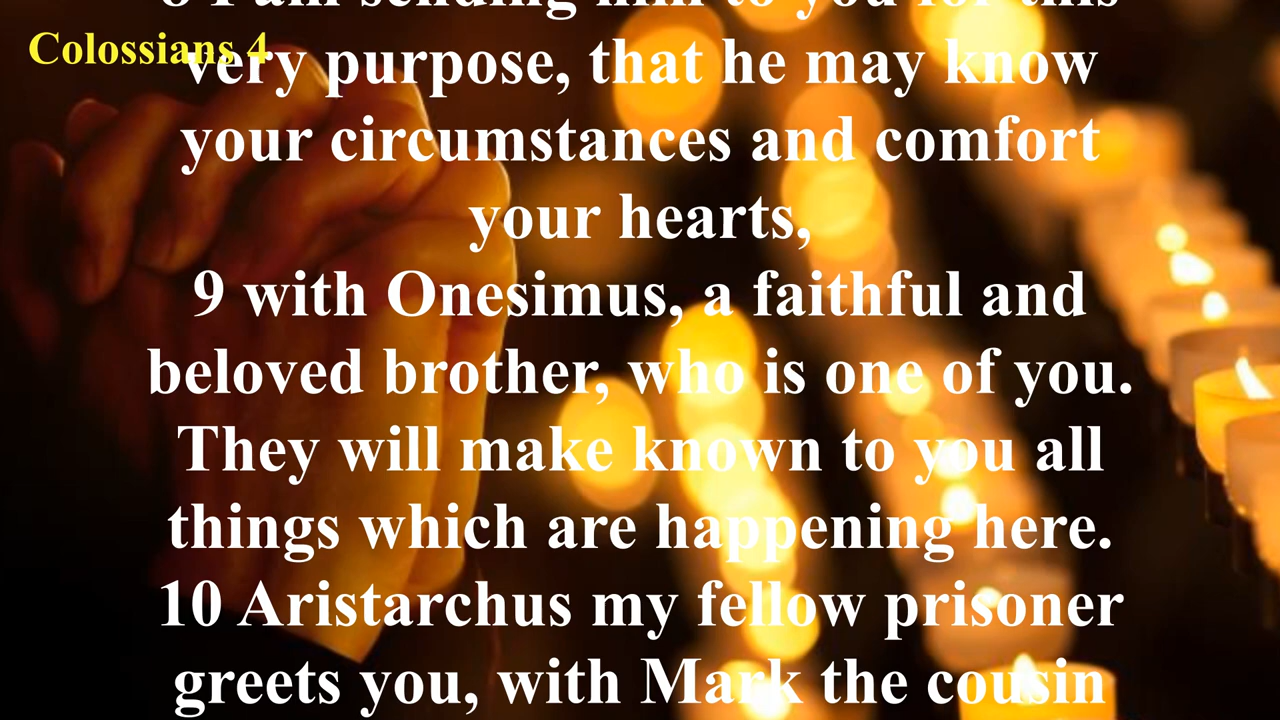 8 I am sending him to you for this
Colossians 4
very purpose, that he may know
your circumstances and comfort
your hearts,
9 with Onesimus, a faithful and
beloved brother, who is one of you.
They will make known to you all
things which are happening here.
10 Aristarchus my fellow prisoner
greets you, with Mark the cousin